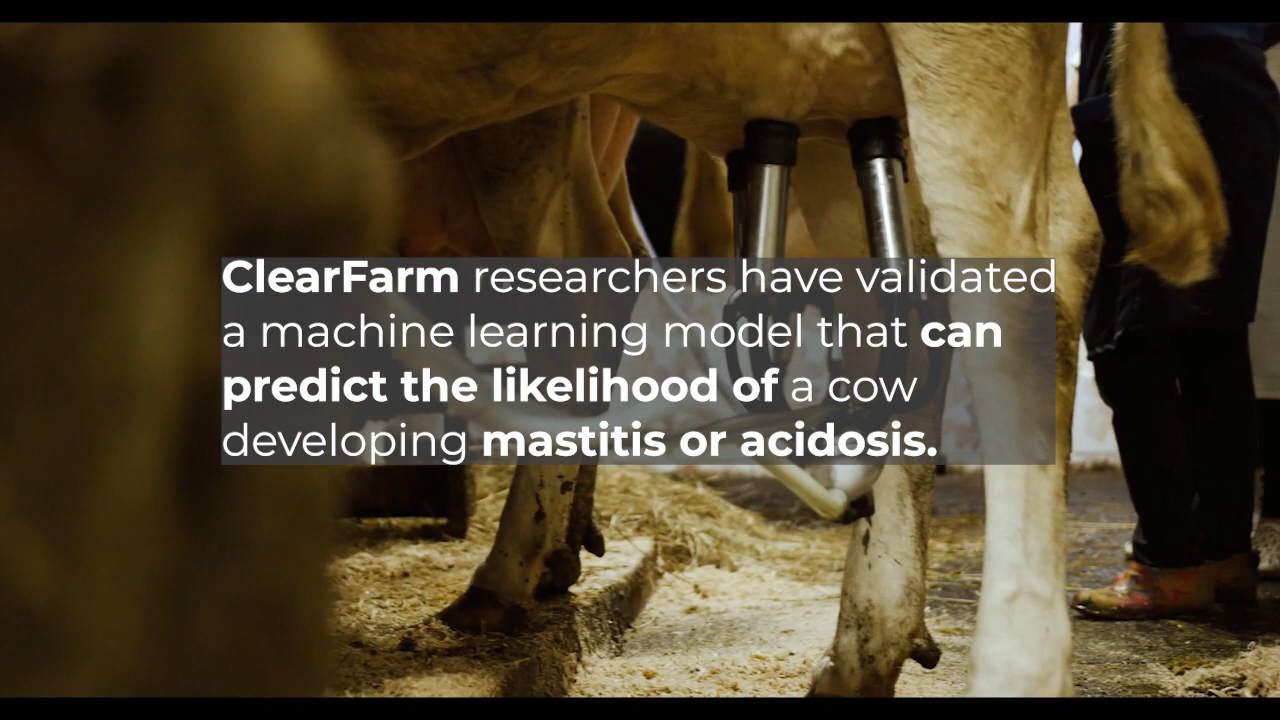 ClearFarm researchers have validated
a machine learning model that can
predict the likelihood of a cow
developing mastitis or acidosis.